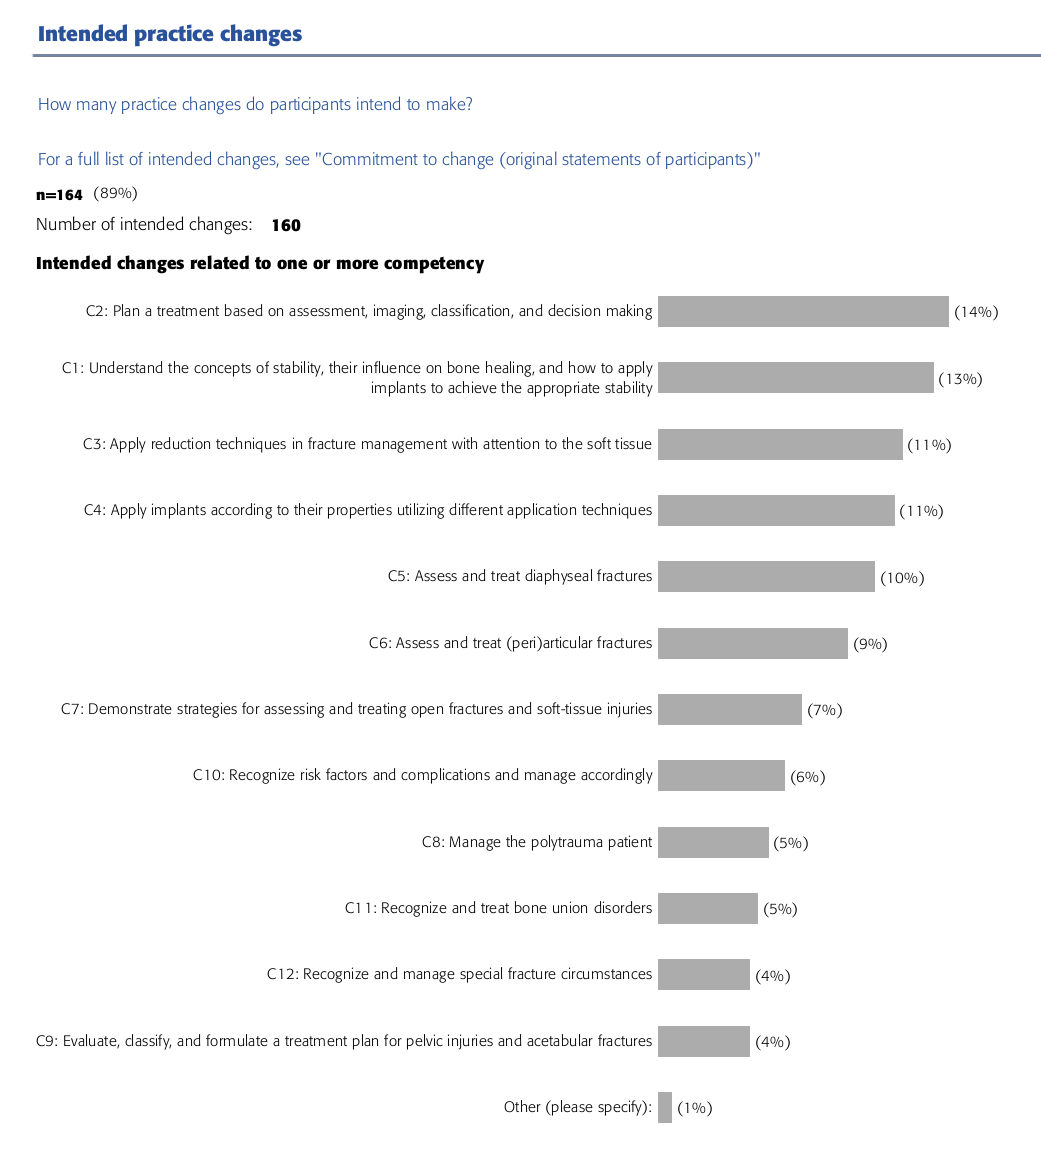 Intended practice changes
How many practice changes do participants intend to make?
For a full list of intended changes, see "Commitment to change (original statements of participants)"
n=164 (89%)
Number of intended changes: 160
Intended changes related to one or more competency
C2: Plan a treatment based on assessment, imaging, classification, and decision making (14%)
C1: Understand the concepts of stability, their influence on bone healing, and how to apply
implants to achieve the appropriate stability (13%)
C3: Apply reduction techniques in fracture management with attention to the soft tissue (11%)
C4: Apply implants according to their properties utilizing different application techniques (11%)
C5: Assess and treat diaphyseal fractures (10%)
C6: Assess and treat (peri)articular fractures (9%)
C7: Demonstrate strategies for assessing and treating open fractures and soft-tissue injuries (7%)
C10: Recognize risk factors and complications and manage accordingly (6%)
C8: Manage the polytrauma patient (5%)
C11: Recognize and treat bone union disorders (5%)
C12: Recognize and manage special fracture circumstances (4%)
C9: Evaluate, classify, and formulate a treatment plan for pelvic injuries and acetabular fractures (4%)
Other (please specify): (1%)